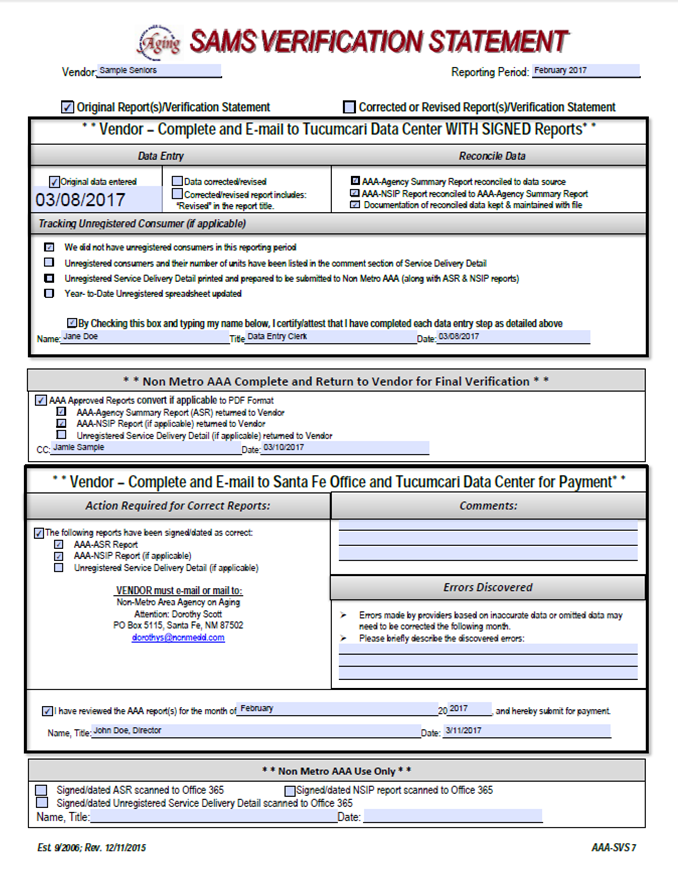 Aging SAMS VERIFICATION STATEMENT
Vendor: Sample Seniors Reporting Period: February 2017
Original Report(s)/Verification Statement Corrected or Revised Report(s)/Verification Statement
* * Vendor – Complete and E-mail to Tucumcari Data Center WITH SIGNED Reports* *
Data Entry Reconcile Data
Original data entered
03/08/2017
Data corrected/revised
Corrected/revised report includes:
"Revised" in the report title.
AAA-Agency Summary Report reconciled to data source
AAA-NSIP Report reconciled to AAA-Agency Summary Report
Documentation of reconciled data kept & maintained with file
Tracking Unregistered Consumer (if applicable)
We did not have unregistered consumers in this reporting period
Unregistered consumers and their number of units have been listed in the comment section of Service Delivery Detail
Unregistered Service Delivery Detail printed and prepared to be submitted to Non Metro AAA (along with ASR & NSIP reports)
Year- to-Date Unregistered spreadsheet updated
By Checking this box and typing my name below, I certify/attest that I have completed each data entry step as detailed above
Name: Jane Doe Title Data Entry Clerk Date: 03/08/2017
* * Non Metro AAA Complete and Return to Vendor for Final Verification * *
AAA Approved Reports convert if applicable to PDF Format
AAA-Agency Summary Report (ASR) returned to Vendor
AAA-NSIP Report (if applicable) returned to Vendor
Unregistered Service Delivery Detail (if applicable) returned to Vendor
CC: Jamie Sample Date: 03/10/2017
* * Vendor – Complete and E-mail to Santa Fe Office and Tucumcari Data Center for Payment* *
Action Required for Correct Reports: Comments:
The following reports have been signed/dated as correct:
AAA-ASR Report
AAA-NSIP Report (if applicable)
Unregistered Service Delivery Detail (if applicable)
VENDOR must e-mail or mail to:
Non-Metro Area Agency on Aging
Attention: Dorothy Scott
PO Box 5115, Santa Fe, NM 87502
dorothys@nonmedd.com
Errors Discovered
Errors made by providers based on inaccurate data or omitted data may
need to be corrected the following month.
Please briefly describe the discovered errors:
I have reviewed the AAA report(s) for the month of February 20 2017 , and hereby submit for payment.
Name, Title: John Doe, Director Date: 3/11/2017
* * Non Metro AAA Use Only * *
Signed/dated ASR scanned to Office 365 Signed/dated NSIP report scanned to Office 365
Signed/dated Unregistered Service Delivery Detail scanned to Office 365
Name, Title: Date:
Est. 9/2006; Rev. 12/11/2015 AAA-SVS 7